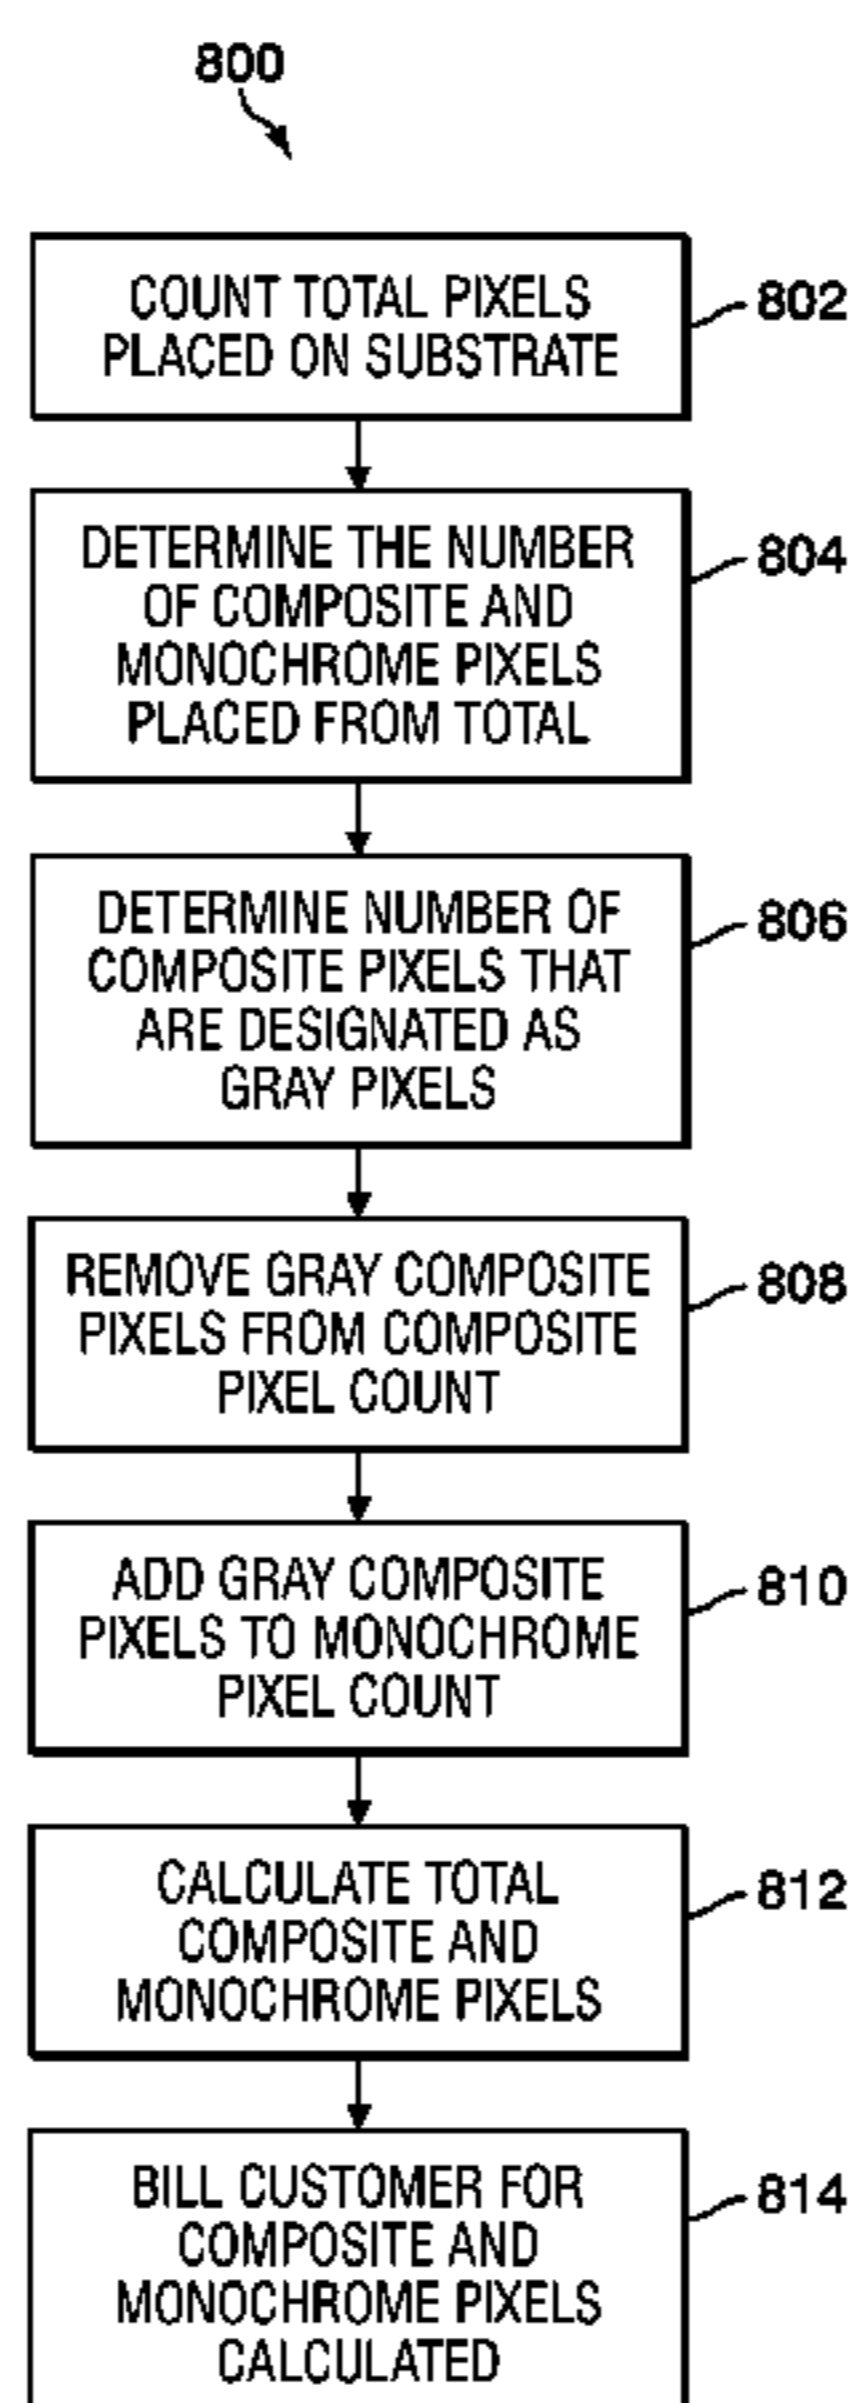 800
COUNT TOTAL PIXELS
PLACED ON SUBSTRATE
802
DETERMINE THE NUMBER
OF COMPOSITE AND
MONOCHROME PIXELS
PLACED FROM TOTAL
804
DETERMINE NUMBER OF
COMPOSITE PIXELS THAT
ARE DESIGNATED AS
GRAY PIXELS
806
REMOVE GRAY COMPOSITE
PIXELS FROM COMPOSITE
PIXEL COUNT
808
ADD GRAY COMPOSITE
PIXELS TO MONOCHROME
PIXEL COUNT
810
CALCULATE TOTAL
COMPOSITE AND
MONOCHROME PIXELS
812
BILL CUSTOMER FOR
COMPOSITE AND
MONOCHROME PIXELS
CALCULATED
814